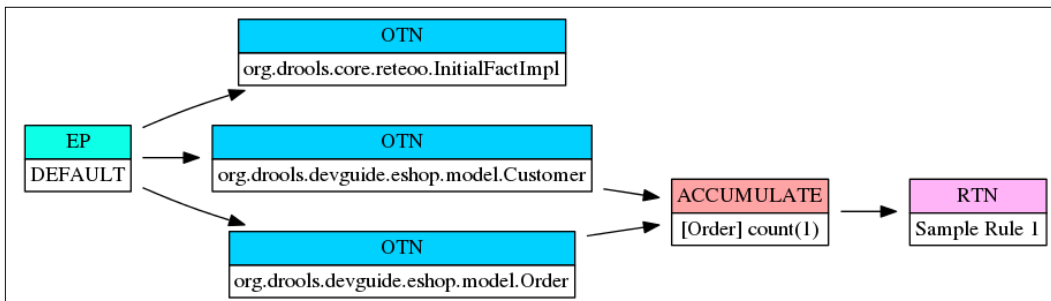 OTN
org.drools.core.reteoo.InitialFactImpl
EP
DEFAULT
OTN
org.drools.devguide.eshop.model.Customer
OTN
org.drools.devguide.eshop.model.Order
ACCUMULATE
[Order] count(1)
RTN
Sample Rule 1